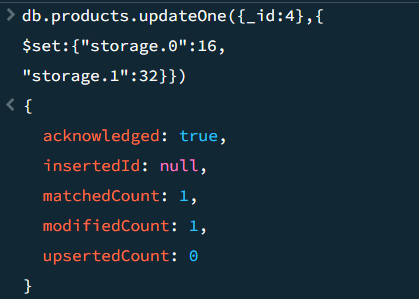 > db.products.updateOne({_id:4},{
$set:{"storage.0":16,
"storage.1":32}})
< {
acknowledged: true,
insertedId: null,
matchedCount: 1,
modifiedCount: 1,
upsertedCount: 0
}